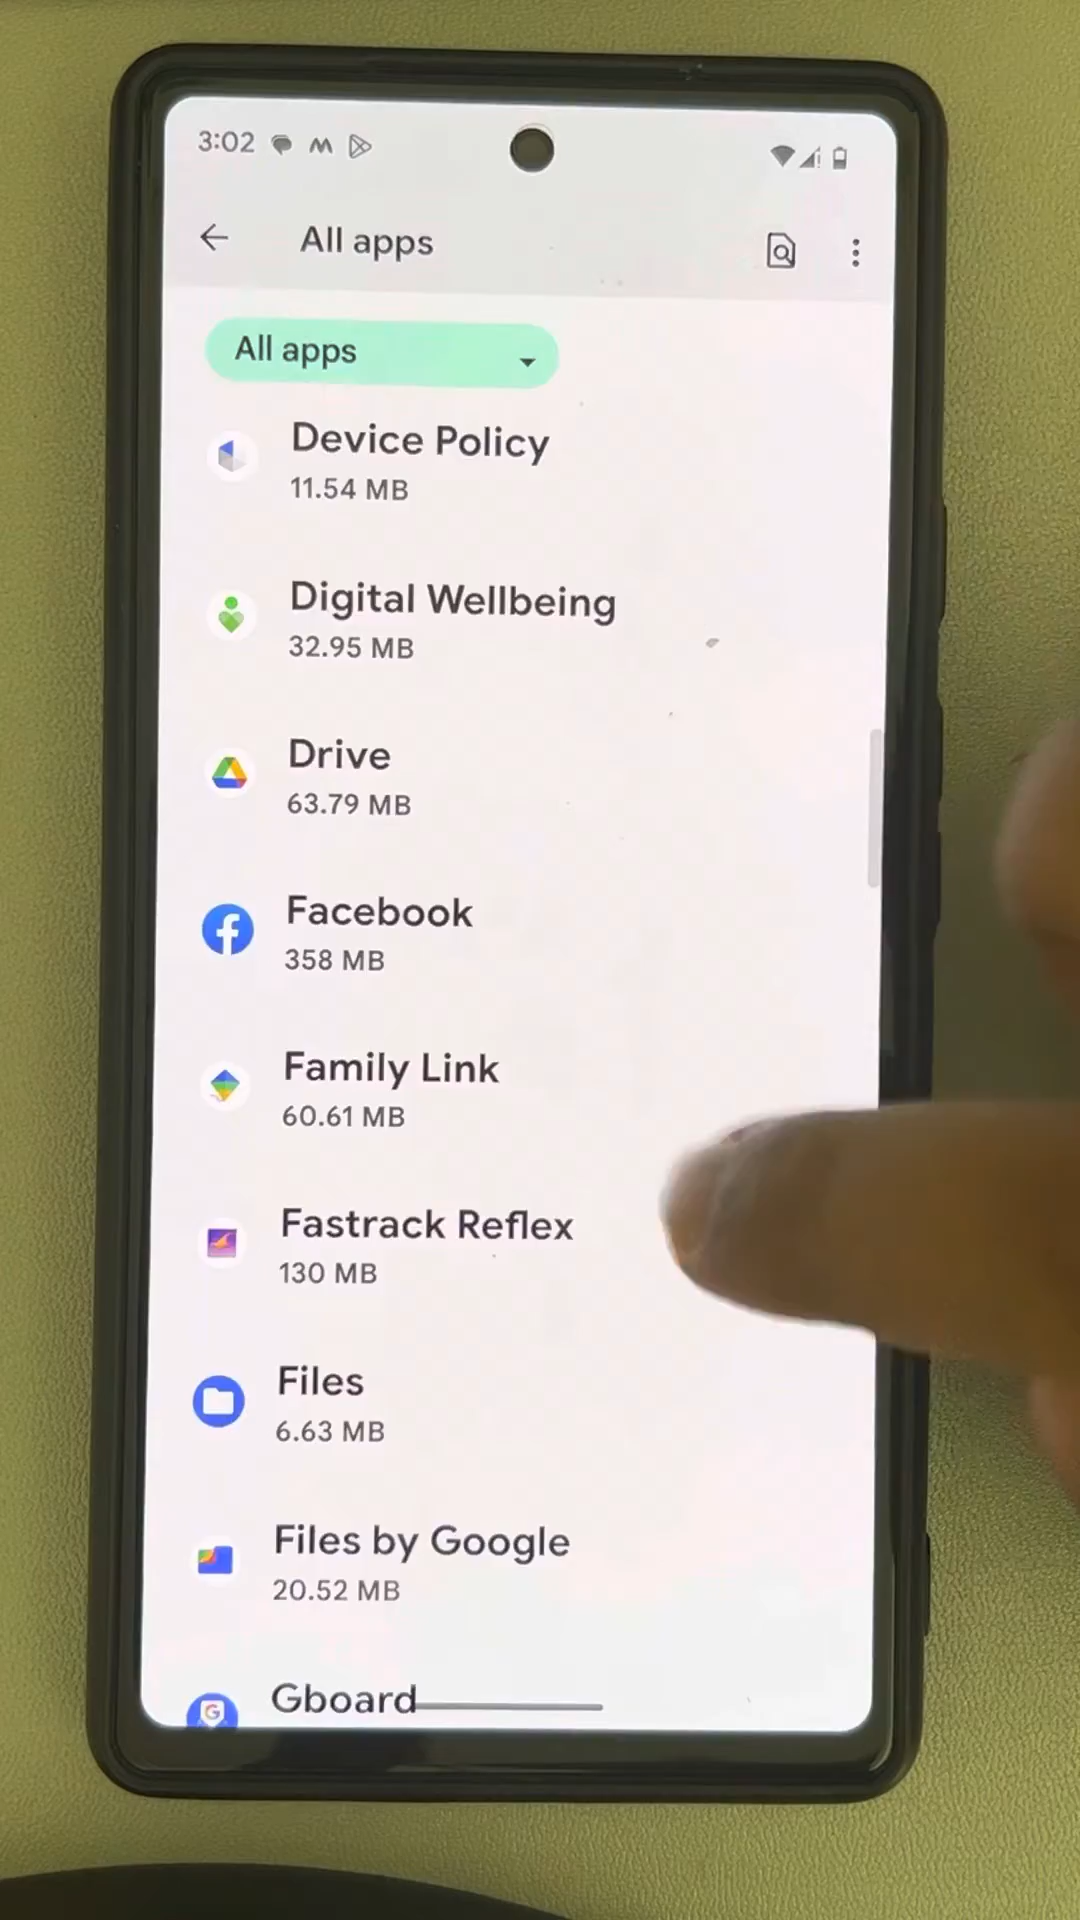 3:02
All apps
All apps
Device Policy
11.54 MB
Digital Wellbeing
32.95 MB
Drive
63.79 MB
Facebook
358 MB
Family Link
60.61 MB
Fastrack Reflex
130 MB
Files
6.63 MB
Files by Google
20.52 MB
Gboard